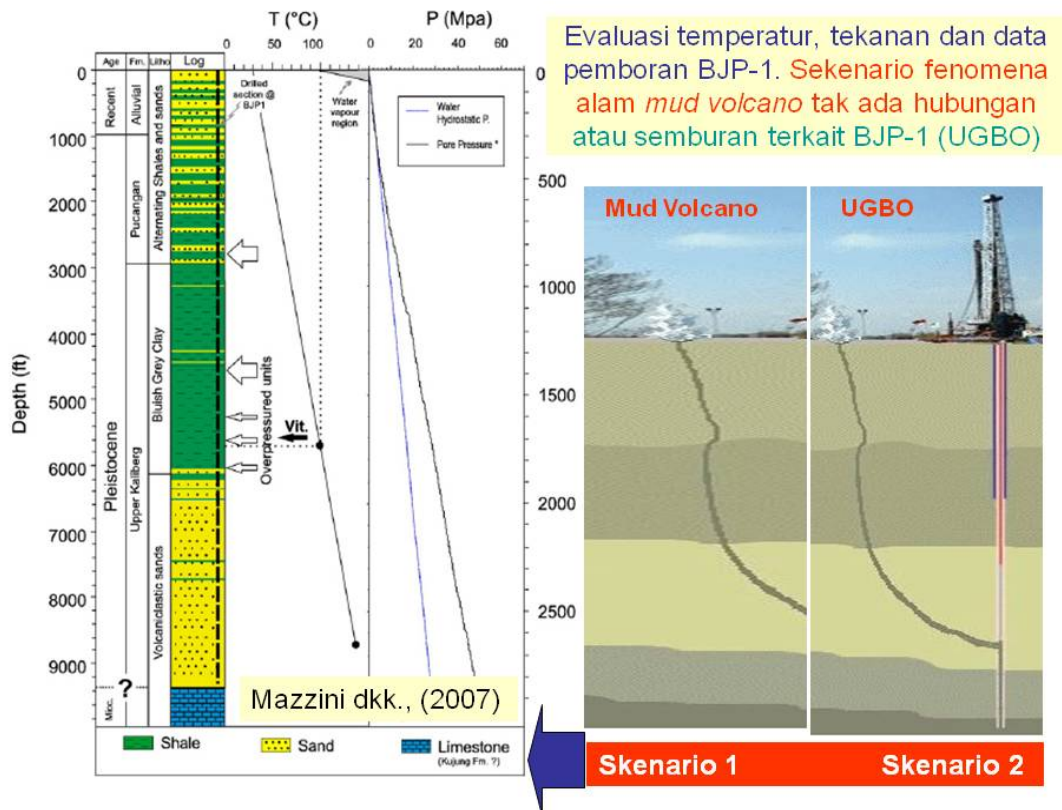 T (°C)
P (Mpa)
Age
Fm.
Litho
Log
0
50
100
0
20
40
60
Evaluasi temperatur, tekanan dan data
pemboran BJP-1. Sekenario fenomena
alam mud volcano tak ada hubungan
atau semburan terkait BJP-1 (UGBO)
Depth (ft)
0
1000
2000
3000
4000
5000
6000
7000
8000
9000
Recent
Pleistocene
Mioc.
?
Alluvial
Pucangan
Upper Kaliberg
Alternating Shales and sands
Bluish Grey Clay
Volcaniclastic sands
Drilled
section @
BJP1
Water
vapour
region
Water
Hydrostatic P.
Pore Pressure *
Overpressured units
Vit.
0
500
1000
1500
2000
2500
Mud Volcano
UGBO
Mazzini dkk., (2007)
Shale
Sand
Limestone
(Kujung Fm. ?)
Skenario 1
Skenario 2